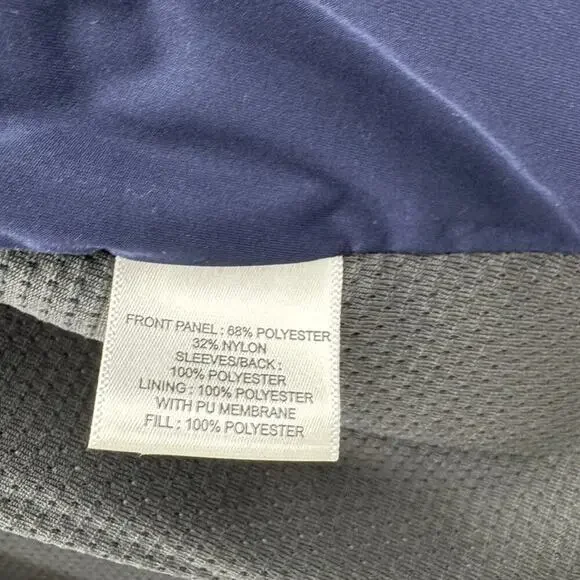 FRONT PANEL : 68% POLYESTER
32% NYLON
SLEEVES/BACK :
100% POLYESTER
LINING : 100% POLYESTER
WITH PU MEMBRANE
FILL : 100% POLYESTER